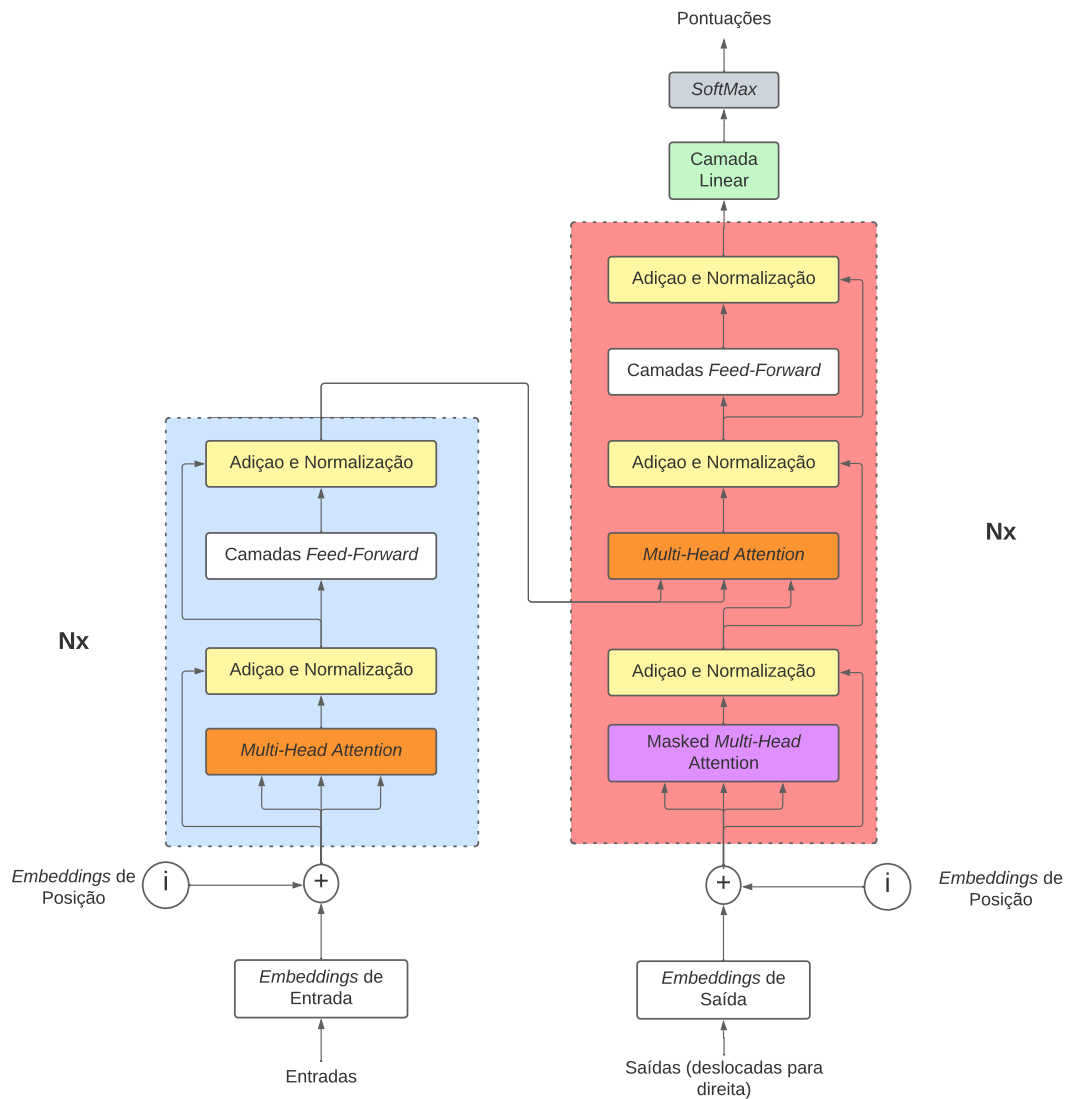 Pontuações
SoftMax
Camada
Linear
Adiçao e Normalização
Camadas Feed-Forward
Adiçao e Normalização
Multi-Head Attention
Adiçao e Normalização
Masked Multi-Head
Attention
Nx
Adiçao e Normalização
Camadas Feed-Forward
Adiçao e Normalização
Multi-Head Attention
Nx
Embeddings de
Posição
i
+
Embeddings de
Entrada
Entradas
+
i
Embeddings de
Posição
Embeddings de
Saída
Saídas (deslocadas para
direita)